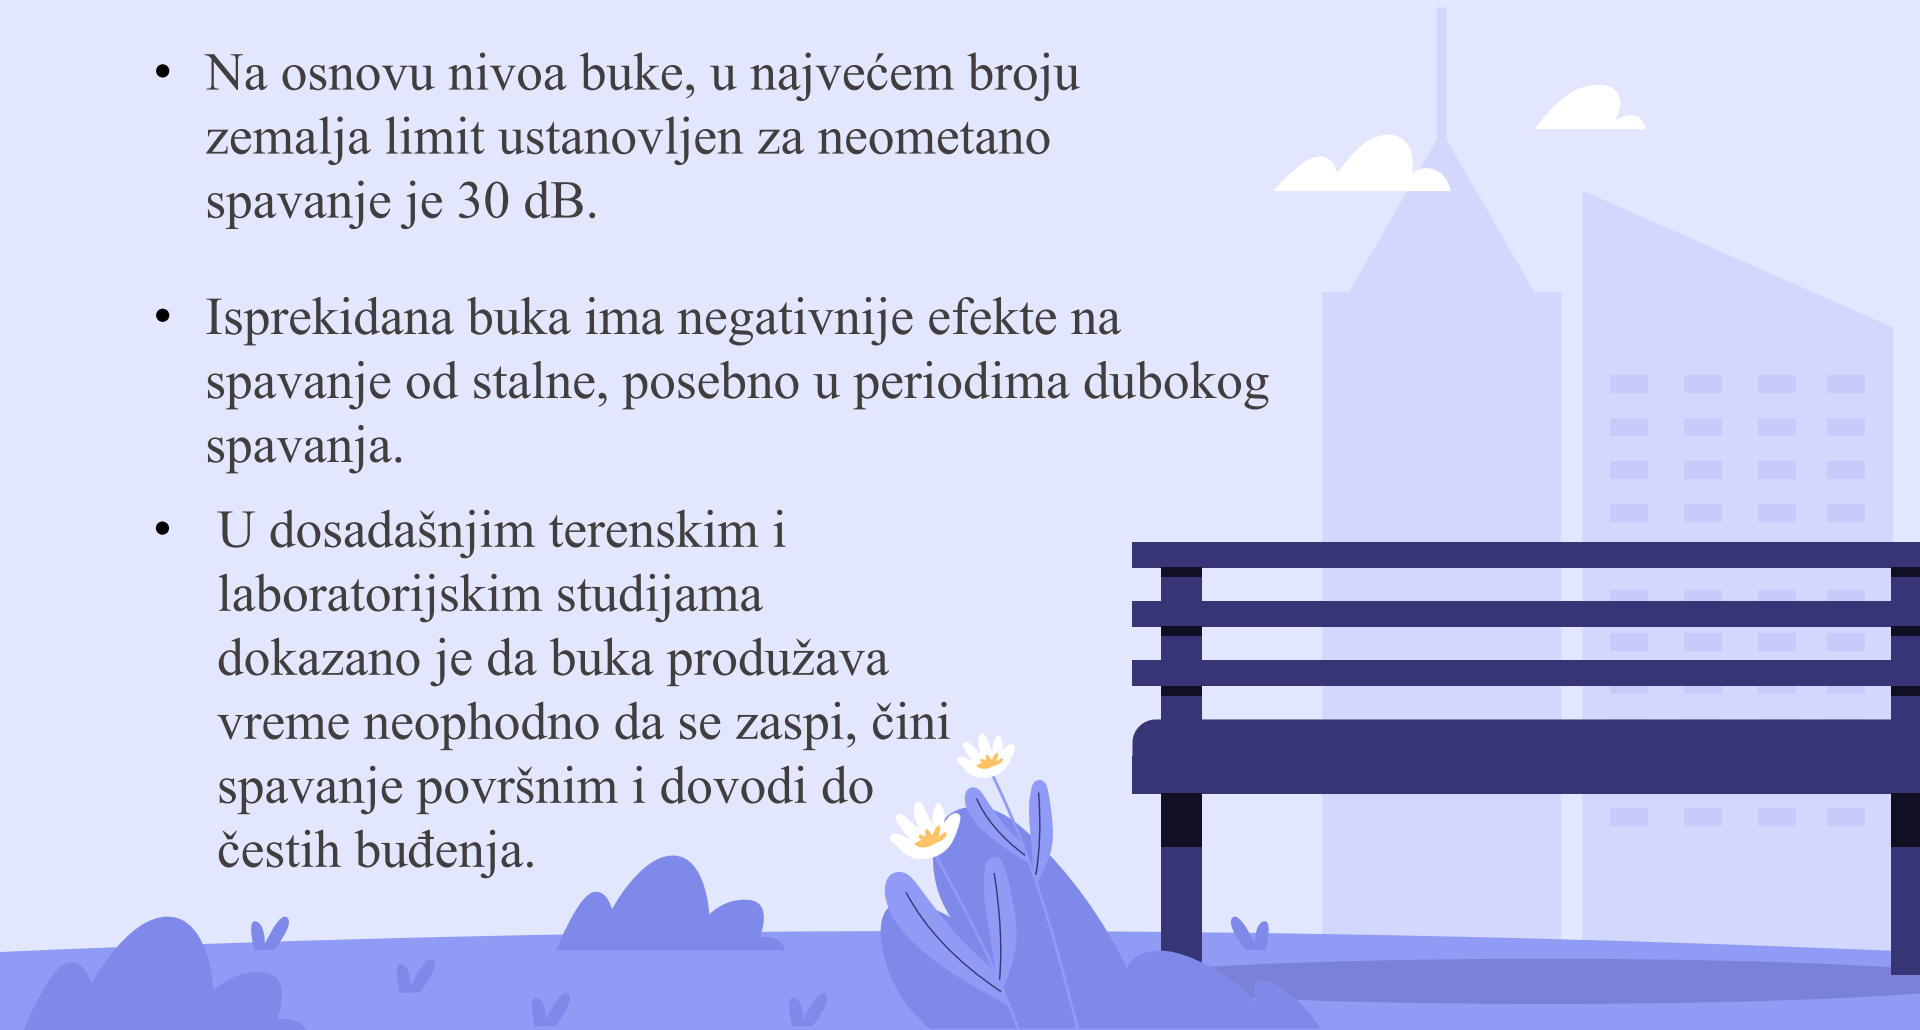 • Na osnovu nivoa buke, u najvećem broju
zemalja limit ustanovljen za neometano
spavanje je 30 dB.
• Isprekidana buka ima negativnije efekte na
spavanje od stalne, posebno u periodima dubokog
spavanja.
• U dosadašnjim terenskim i
laboratorijskim studijama
dokazano je da buka produžava
vreme neophodno da se zaspi, čini
spavanje površnim i dovodi do
čestih buđenja.